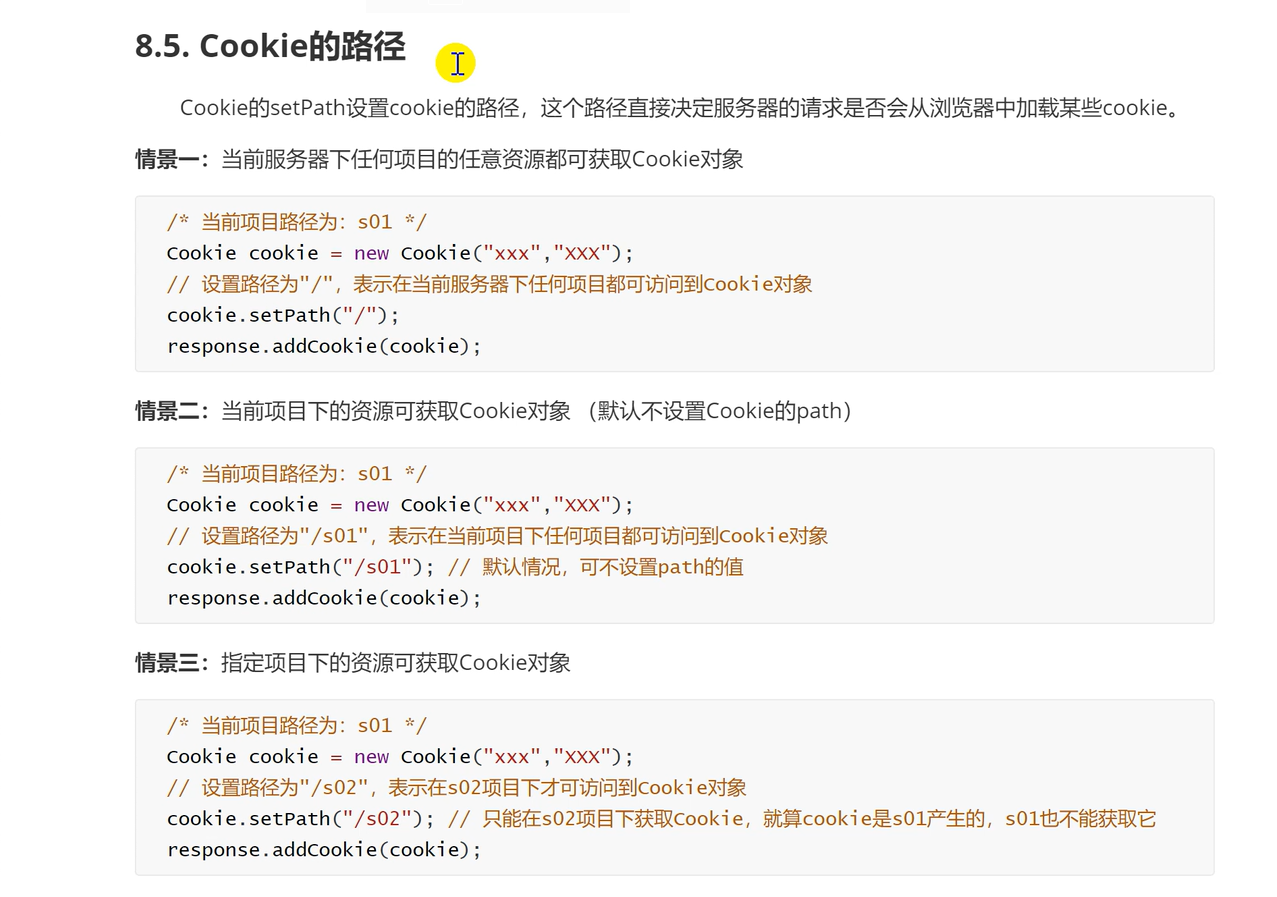 8.5. Cookie的路径
Cookie的setPath设置cookie的路径，这个路径直接决定服务器的请求是否会从浏览器中加载某些cookie。
情景一：当前服务器下任何项目的任意资源都可获取Cookie对象
/* 当前项目路径为：s01 */
Cookie cookie = new Cookie("xxx","XXX");
// 设置路径为"/"，表示在当前服务器下任何项目都可访问到Cookie对象
cookie.setPath("/");
response.addCookie(cookie);
情景二：当前项目下的资源可获取Cookie对象 （默认不设置Cookie的path）
/* 当前项目路径为：s01 */
Cookie cookie = new Cookie("xxx","XXX");
// 设置路径为"/s01"，表示在当前项目下任何项目都可访问到Cookie对象
cookie.setPath("/s01"); // 默认情况，可不设置path的值
response.addCookie(cookie);
情景三：指定项目下的资源可获取Cookie对象
/* 当前项目路径为：s01 */
Cookie cookie = new Cookie("xxx","XXX");
// 设置路径为"/s02"，表示在s02项目下才可访问到Cookie对象
cookie.setPath("/s02"); // 只能在s02项目下获取Cookie，就算cookie是s01产生的，s01也不能获取它
response.addCookie(cookie);